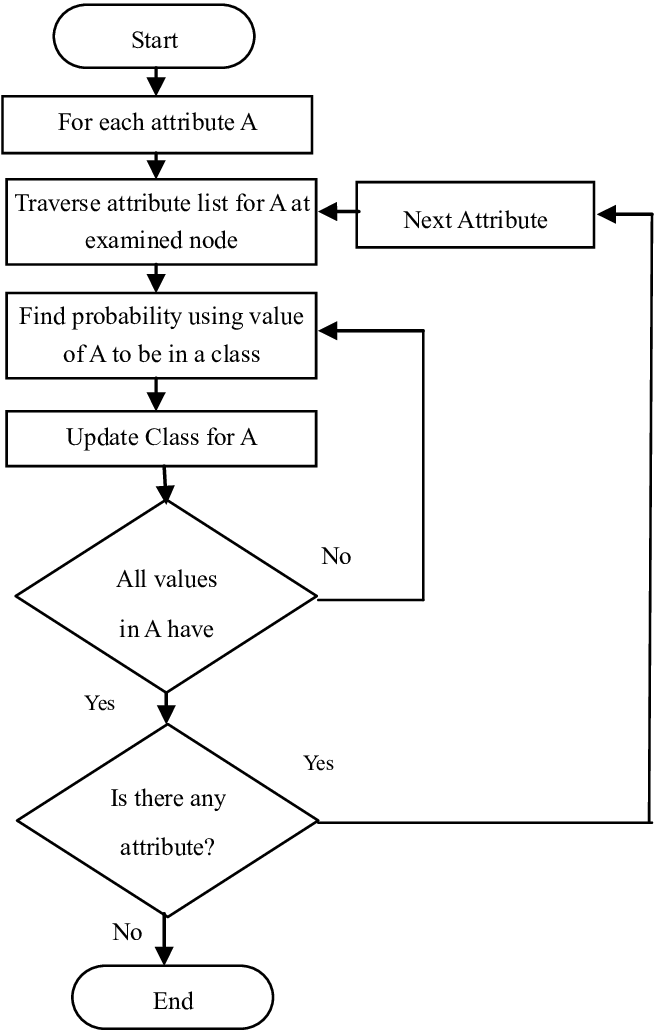 Start
For each attribute A
Traverse attribute list for A at
examined node
Next Attribute
Find probability using value
of A to be in a class
Update Class for A
No
All values
in A have
Yes
Yes
Is there any
attribute?
No
End